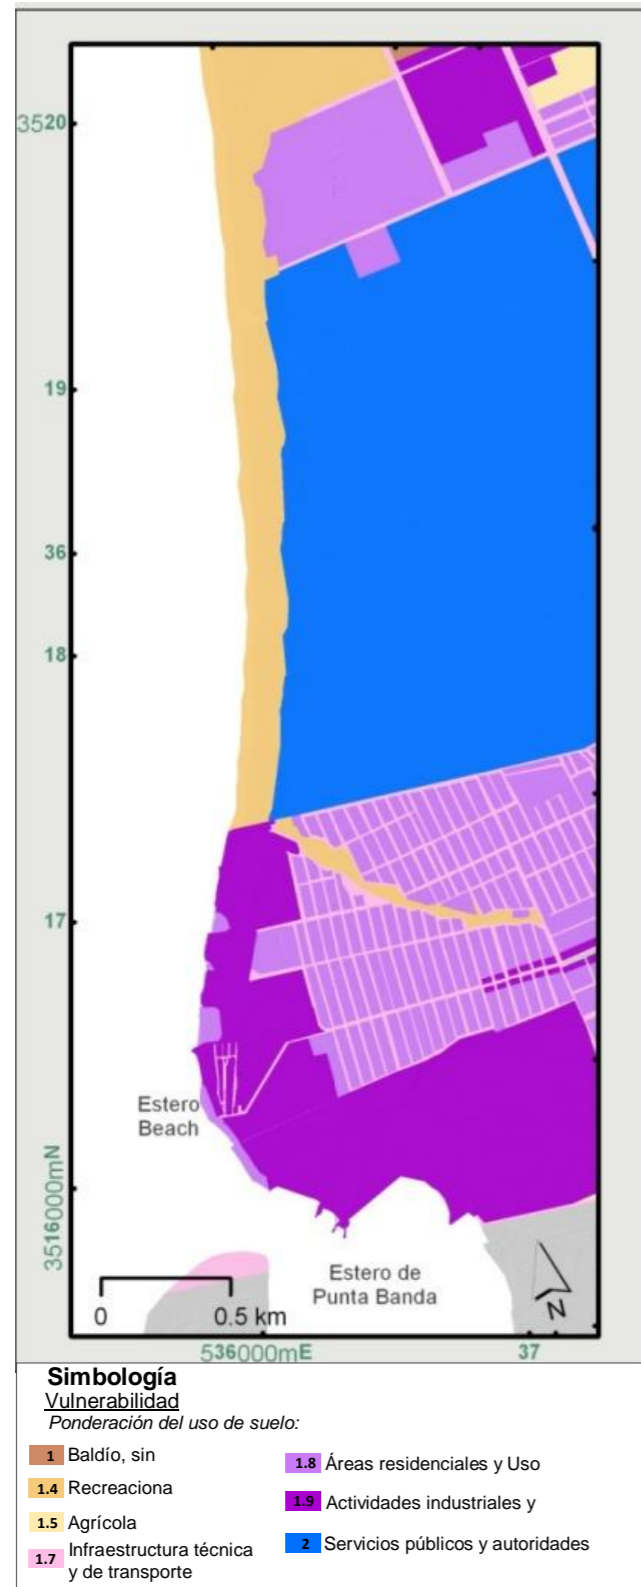 3520
19
36
18
17
3516000mN
Estero
Beach
Estero de
Punta Banda
N
0 0.5 km
536000mE 37
Simbología
Vulnerabilidad
Ponderación del uso de suelo:
1 Baldío, sin
1.4 Recreaciona
1.5 Agrícola
1.7 Infraestructura técnica
y de transporte
1.8 Áreas residenciales y Uso
1.9 Actividades industriales y
2 Servicios públicos y autoridades